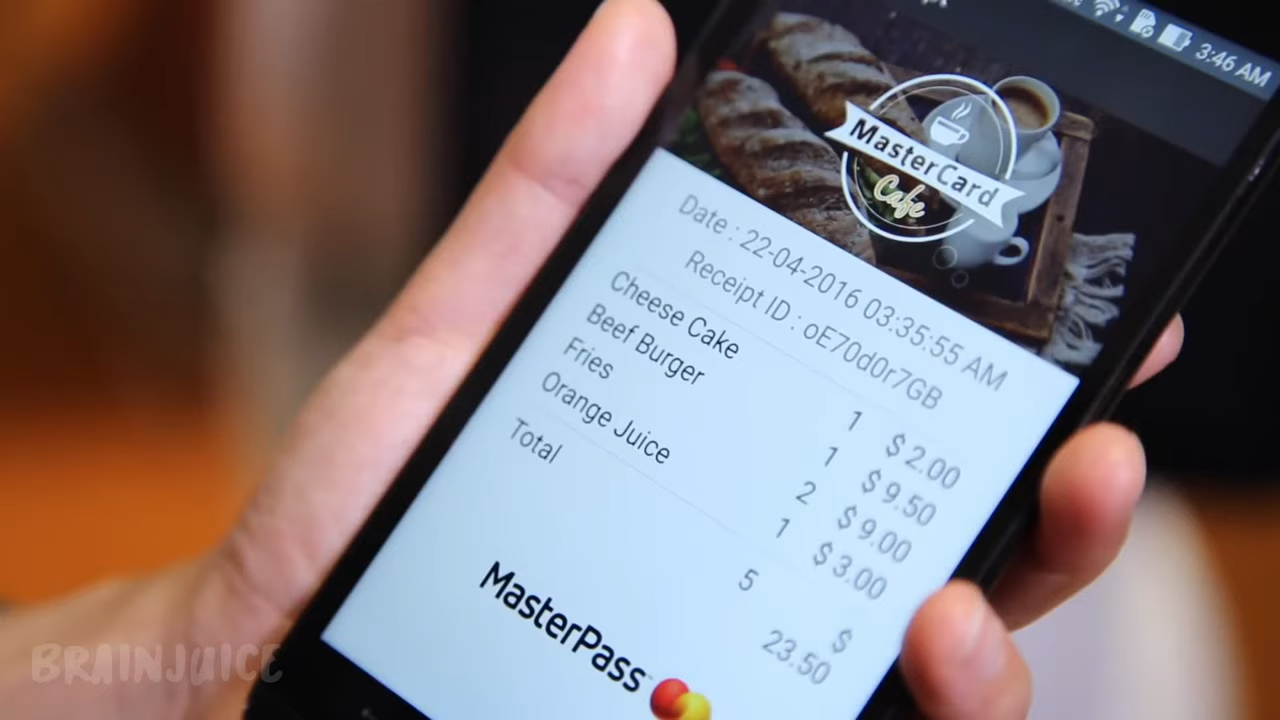 3:46 AM
MasterCard
Cafe
Date : 22-04-2016 03:35:55 AM
Receipt ID : oE70d0r7GB
Cheese Cake 1 $ 2.00
Beef Burger 1 $ 9.50
Fries 2 $ 9.00
Orange Juice 1 $ 3.00
Total 5 $ 23.50
MasterPass
BRAINJUICE